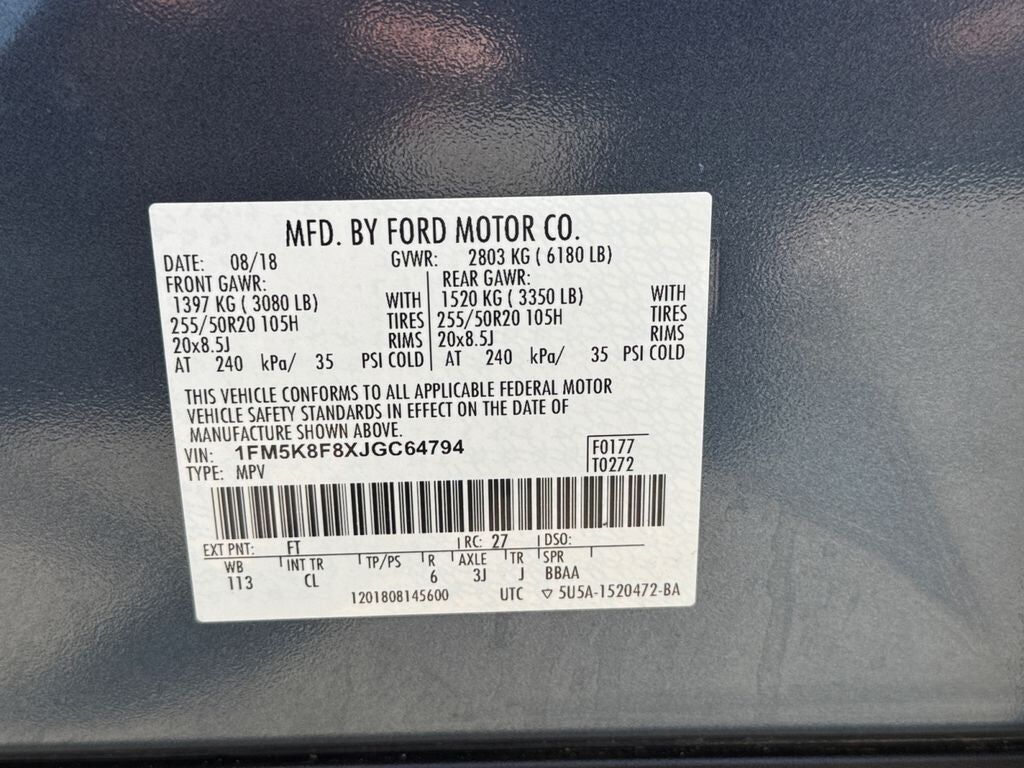 MFD. BY FORD MOTOR CO.
DATE: 08/18 GVWR: 2803 KG ( 6180 LB)
FRONT GAWR: REAR GAWR:
1397 KG ( 3080 LB) WITH 1520 KG ( 3350 LB) WITH
255/50R20 105H TIRES 255/50R20 105H TIRES
20x8.5J RIMS 20x8.5J RIMS
AT 240 kPa/ 35 PSI COLD AT 240 kPa/ 35 PSI COLD
THIS VEHICLE CONFORMS TO ALL APPLICABLE FEDERAL MOTOR
VEHICLE SAFETY STANDARDS IN EFFECT ON THE DATE OF
MANUFACTURE SHOWN ABOVE.
VIN: 1FM5K8F8XJGC64794 F0177
TYPE: MPV T0272
EXT PNT: FT RC: 27 DSO:
WB INT TR TP/PS R AXLE TR SPR
113 CL 6 3J J BBAA
1201808145600 UTC ▽ 5U5A-1520472-BA